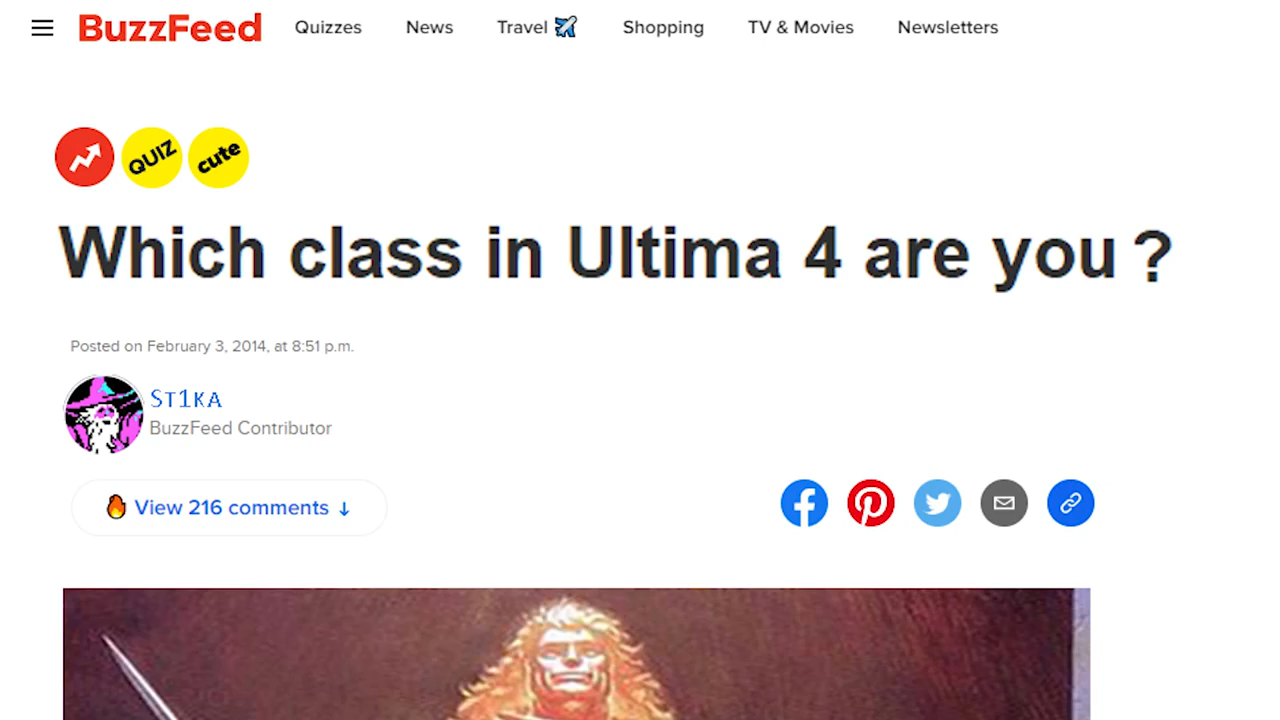 BuzzFeed Quizzes News Travel Shopping TV & Movies Newsletters
QUIZ cute
Which class in Ultima 4 are you ?
Posted on February 3, 2014, at 8:51 p.m.
St1ka
BuzzFeed Contributor
View 216 comments ↓